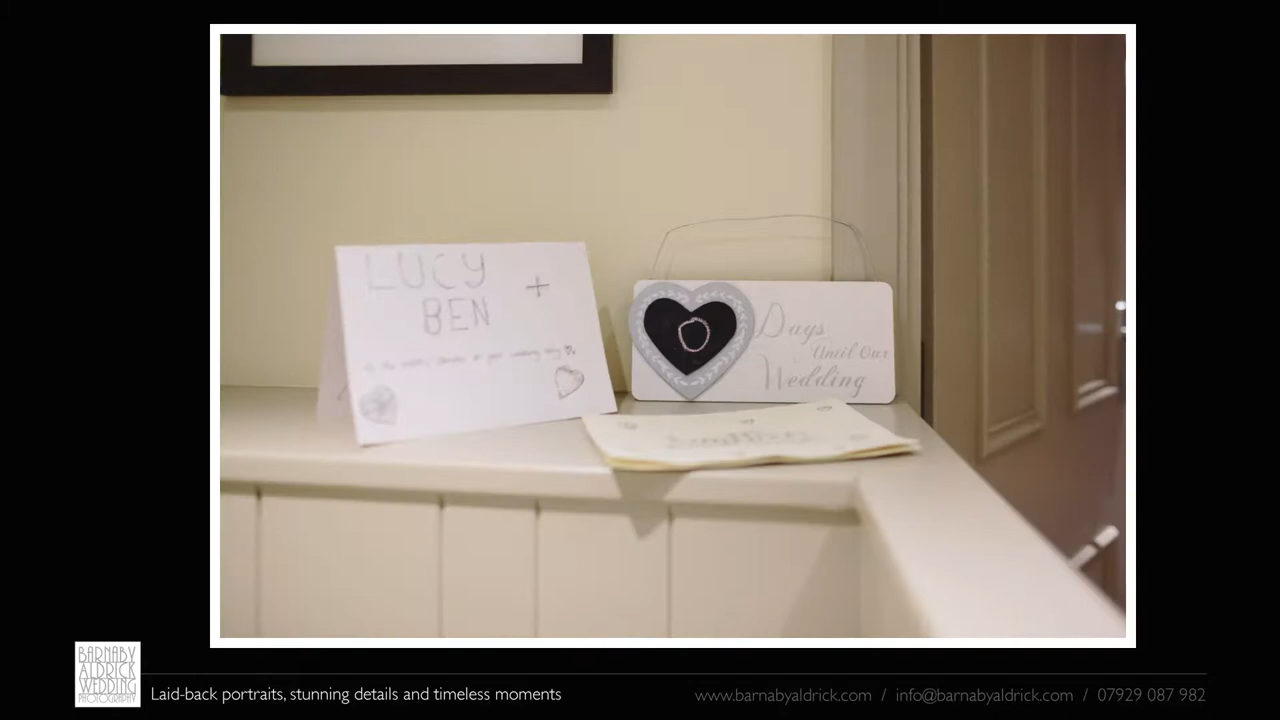 LUCY
+
BEN
0
Days
Until Our
Wedding
BARNABY
ALDRICK
WEDDING
PHOTOGRAPHY
Laid-back portraits, stunning details and timeless moments
www.barnabyaldrick.com / info@barnabyaldrick.com / 07929 087 982